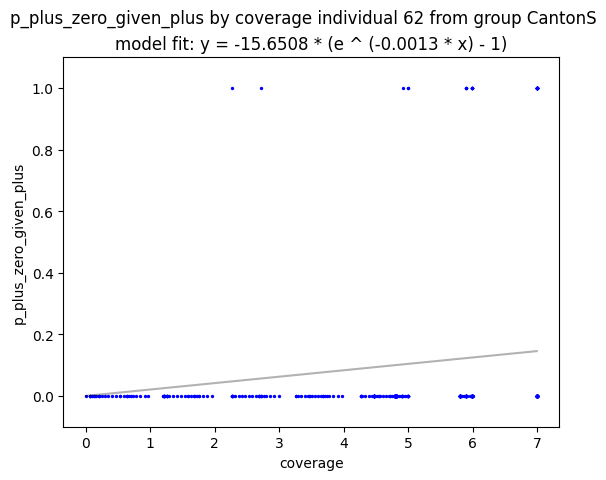 p_plus_zero_given_plus by coverage individual 62 from group CantonS
model fit: y = -15.6508 * (e ^ (-0.0013 * x) - 1)
1.0
0.8
0.6
0.4
0.2
0.0
p_plus_zero_given_plus
0 1 2 3 4 5 6 7
coverage